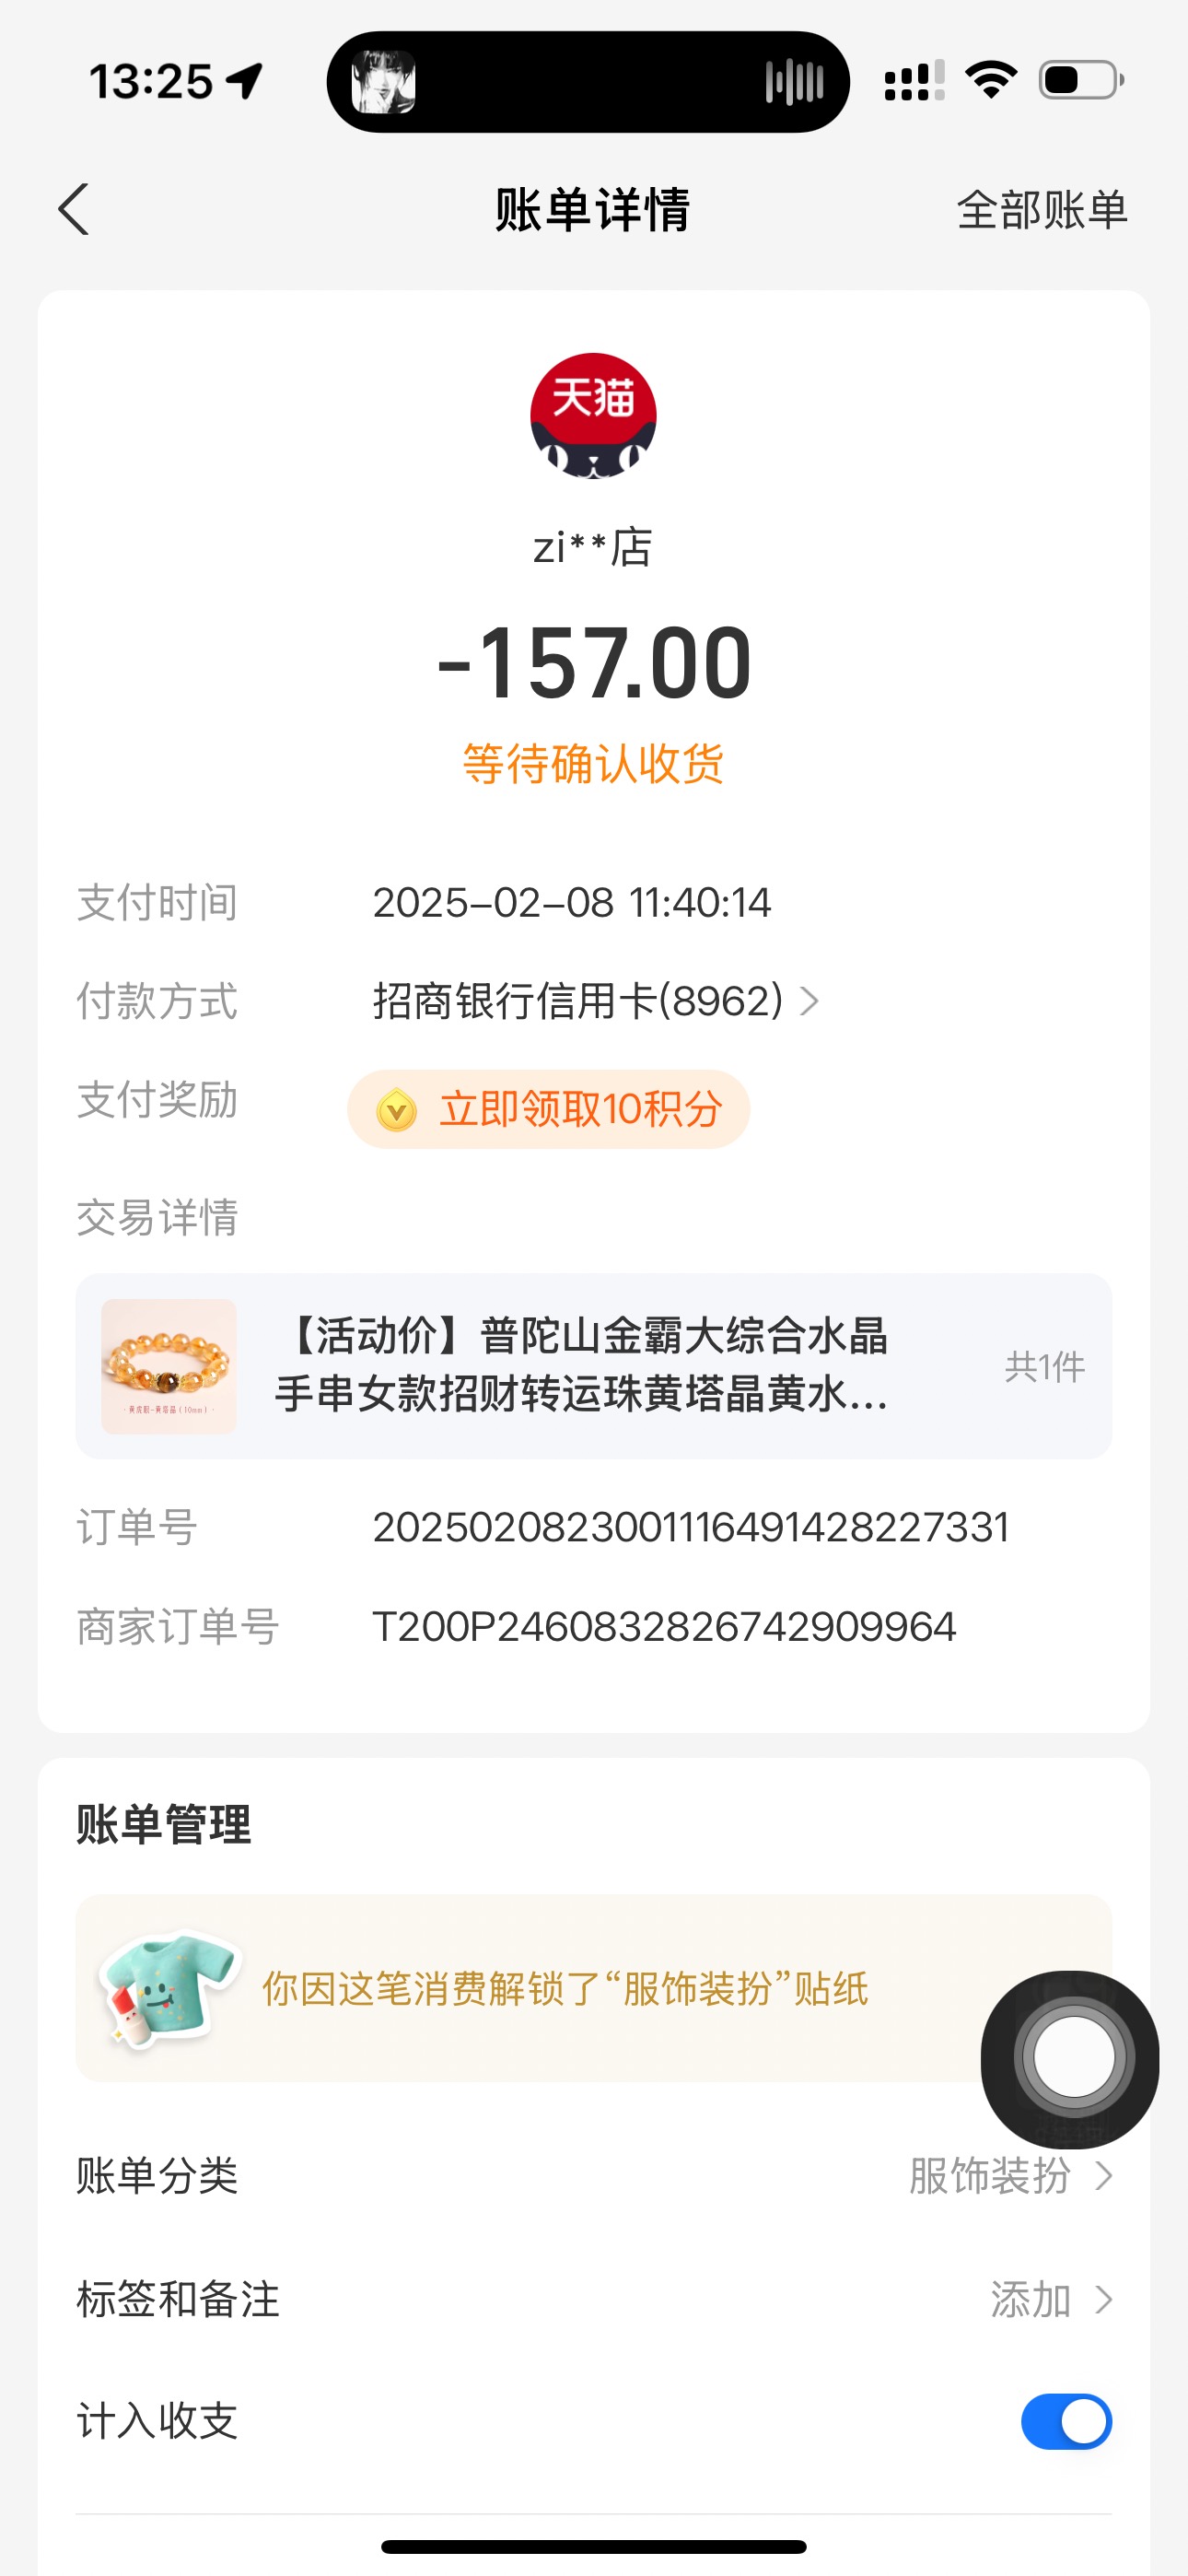 13:25
账单详情
全部账单
天猫
zi**店
-157.00
等待确认收货
支付时间 2025-02-08 11:40:14
付款方式 招商银行信用卡(8962)
支付奖励 立即领取10积分
交易详情
【活动价】普陀山金霸大综合水晶
手串女款招财转运珠黄塔晶黄水...
共1件
·黄虎眼-黄塔晶(10mm)·
订单号 2025020823001116491428227331
商家订单号 T200P2460832826742909964
账单管理
你因这笔消费解锁了“服饰装扮”贴纸
账单分类 服饰装扮
标签和备注 添加
计入收支